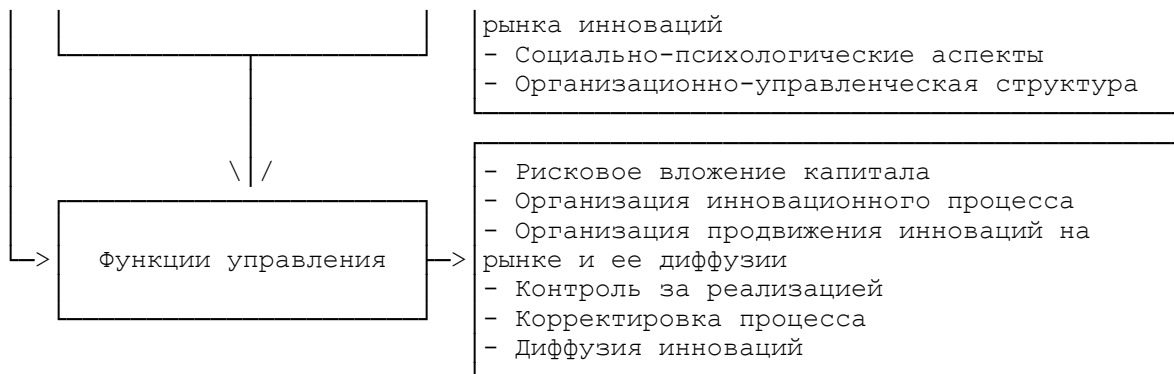 рынка инноваций
- Социально-психологические аспекты
- Организационно-управленческая структура
- Рисковое вложение капитала
- Организация инновационного процесса
- Организация продвижения инноваций на
Функции управления
рынке и ее диффузии
- Контроль за реализацией
- Корректировка процесса
- Диффузия инноваций